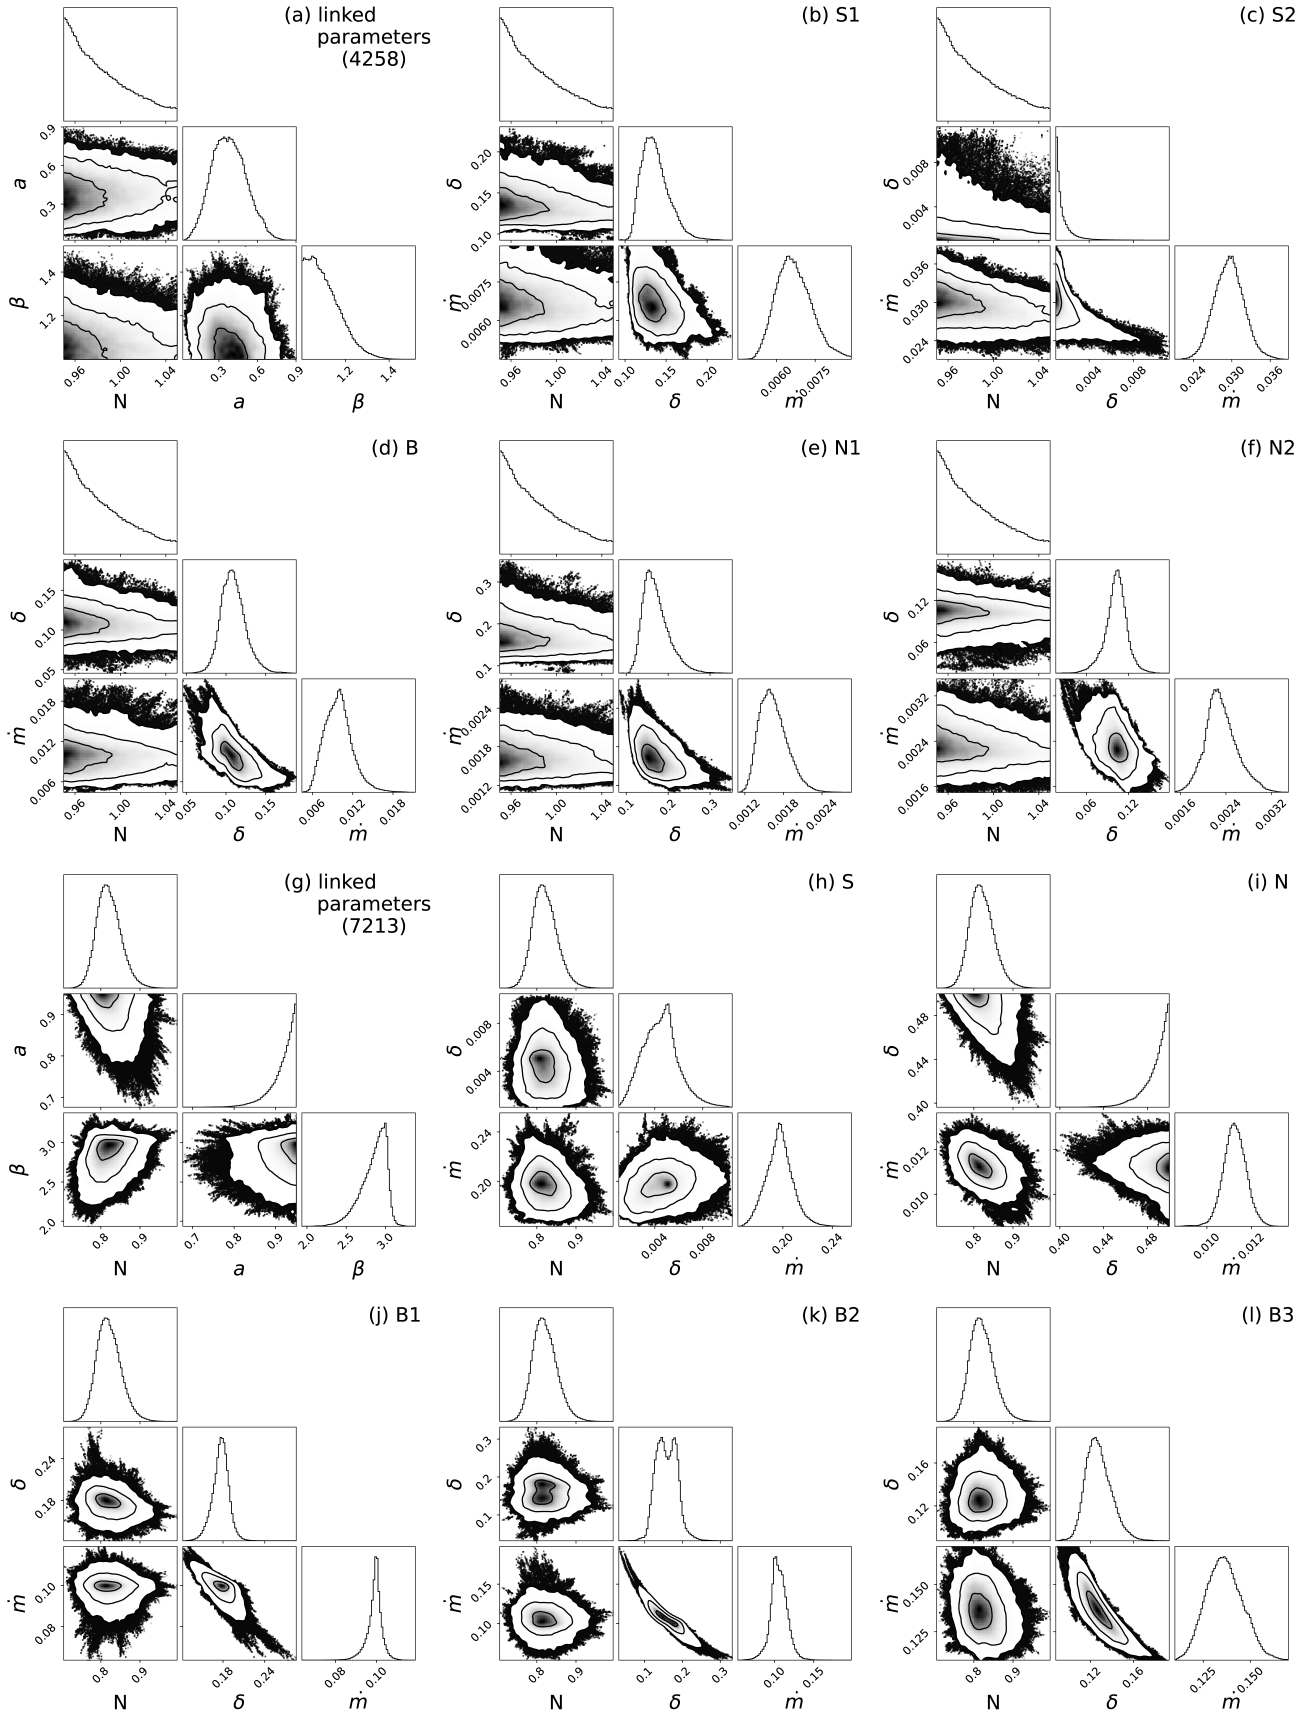 (a) linked
parameters
(4258)
0.9
0.6
0.3
a
1.4
1.2
β
0.96 1.00 1.04
N
0.3 0.6
a
0.9 1.2 1.4
β
(b) S1
0.20
0.15
0.10
δ
0.0075
0.0060
ṁ
0.96 1.00 1.04
N
0.10 0.15 0.20
δ
0.0060 0.0075
ṁ
(c) S2
0.008
0.004
δ
0.036
0.030
0.024
ṁ
0.96 1.00 1.04
N
0.004 0.008
δ
0.024 0.030 0.036
ṁ
(d) B
0.15
0.10
0.05
δ
0.018
0.012
0.006
ṁ
0.96 1.00 1.04
N
0.05 0.10 0.15
δ
0.006 0.012 0.018
ṁ
(e) N1
0.3
0.2
0.1
δ
0.0024
0.0018
0.0012
ṁ
0.96 1.00 1.04
N
0.1 0.2 0.3
δ
0.0012 0.0018 0.0024
ṁ
(f) N2
0.12
0.06
δ
0.0032
0.0024
0.0016
ṁ
0.96 1.00 1.04
N
0.06 0.12
δ
0.0016 0.0024 0.0032
ṁ
(g) linked
parameters
(7213)
0.9
0.8
0.7
a
3.0
2.5
2.0
β
0.8 0.9
N
0.7 0.8 0.9
a
2.0 2.5 3.0
β
(h) S
0.008
0.004
δ
0.24
0.20
ṁ
0.8 0.9
N
0.004 0.008
δ
0.20 0.24
ṁ
(i) N
0.48
0.44
0.40
δ
0.012
0.010
ṁ
0.8 0.9
N
0.40 0.44 0.48
δ
0.010 0.012
ṁ
(j) B1
0.24
0.18
δ
0.10
0.08
ṁ
0.8 0.9
N
0.18 0.24
δ
0.08 0.10
ṁ
(k) B2
0.3
0.2
0.1
δ
0.15
0.10
ṁ
0.8 0.9
N
0.1 0.2 0.3
δ
0.10 0.15
ṁ
(l) B3
0.16
0.12
δ
0.150
0.125
ṁ
0.8 0.9
N
0.12 0.16
δ
0.125 0.150
ṁ